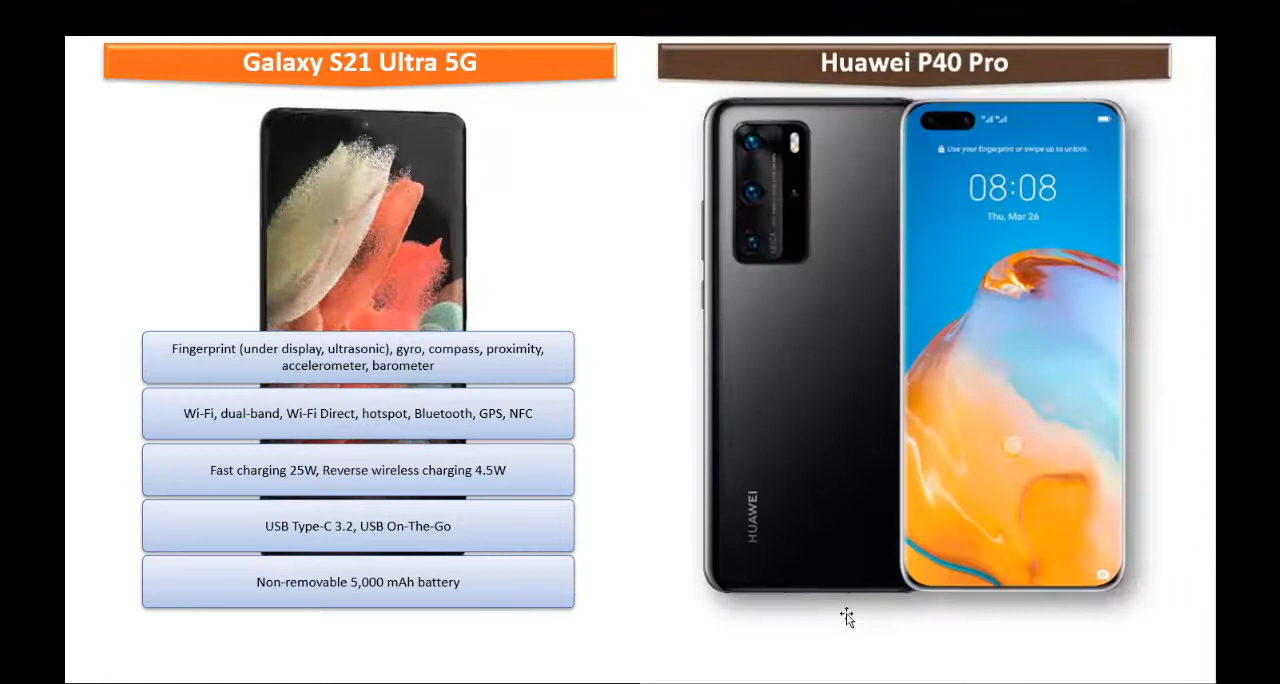 Galaxy S21 Ultra 5G
Fingerprint (under display, ultrasonic), gyro, compass, proximity,
accelerometer, barometer
Wi-Fi, dual-band, Wi-Fi Direct, hotspot, Bluetooth, GPS, NFC
Fast charging 25W, Reverse wireless charging 4.5W
USB Type-C 3.2, USB On-The-Go
Non-removable 5,000 mAh battery
Huawei P40 Pro
LEICA
HUAWEI
Use your fingerprint or swipe up to unlock
08:08
Thu, Mar 26